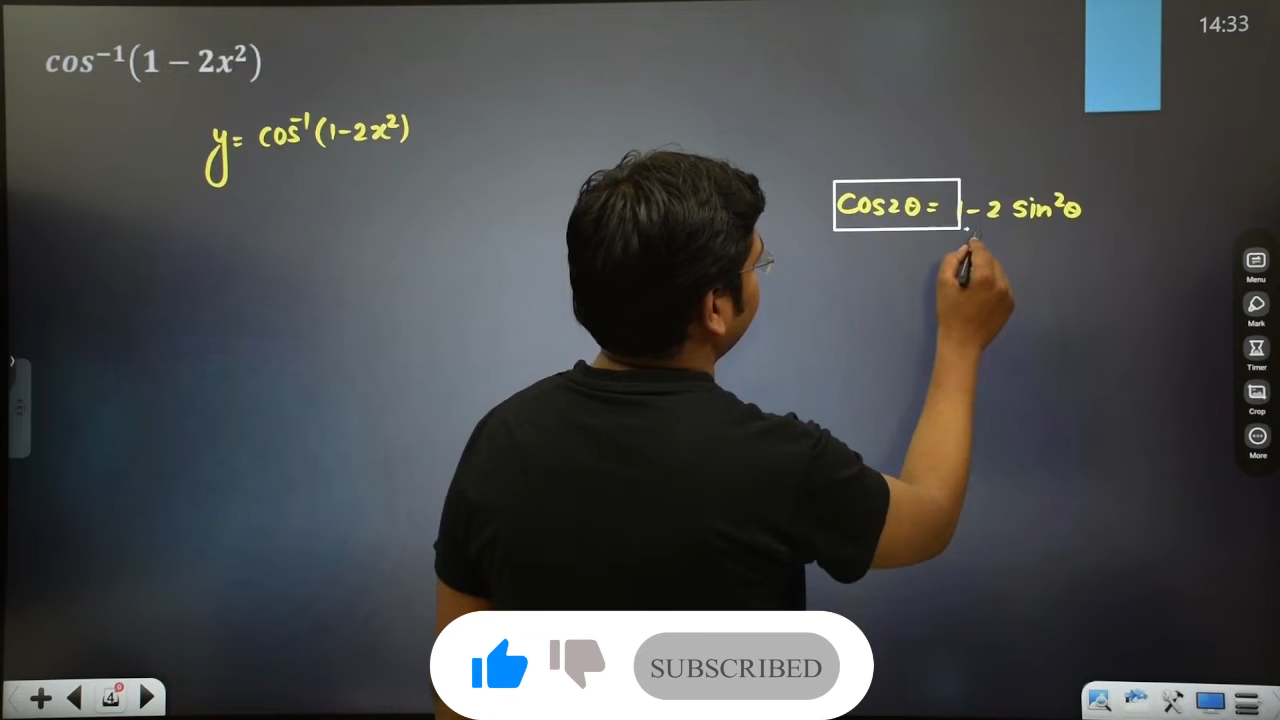 cos⁻¹(1 − 2x²)
14:33
y = cos⁻¹(1-2x²)
Cos2θ = 1-2 sin²θ
Menu
Mark
Timer
Crop
More
4
SUBSCRIBED